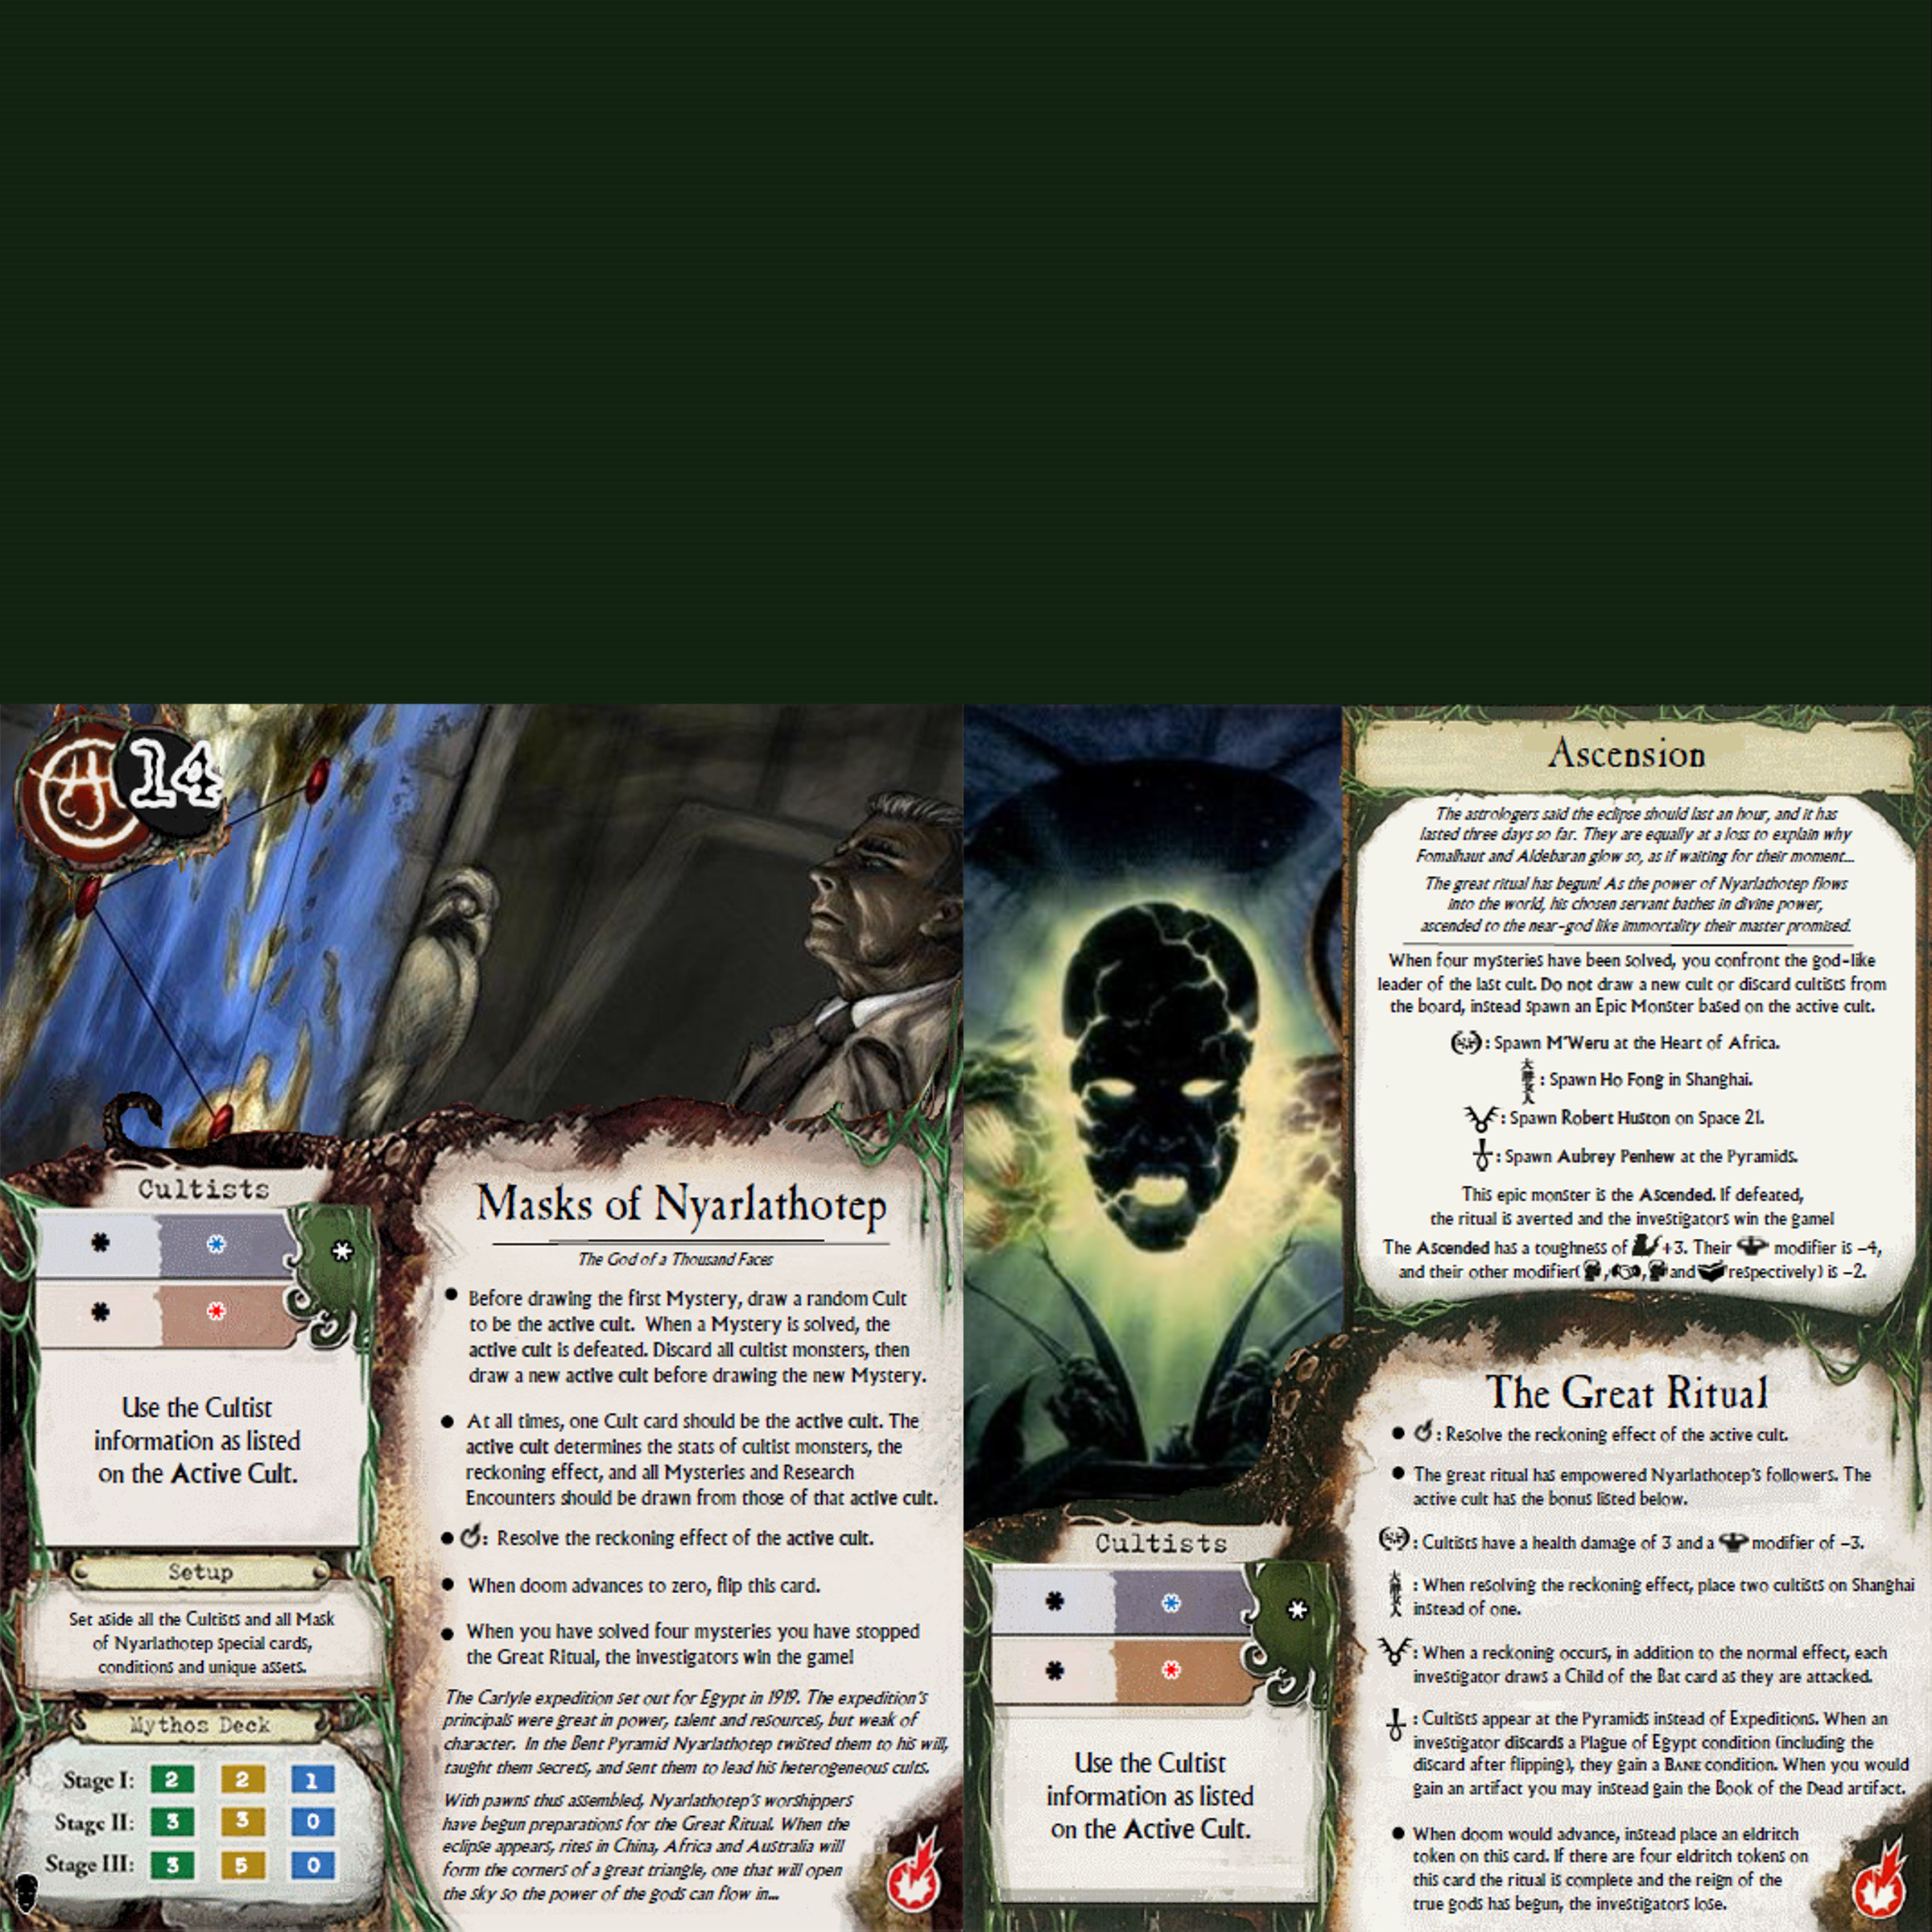 14
Cultists
Use the Cultist
information as listed
on the Active Cult.
Setup
Set aside all the Cultists and all Mask
of Nyarlathotep special cards,
conditions and unique assets.
Mythos Deck
Stage I: 2 2 1
Stage II: 3 3 0
Stage III: 3 5 0
Masks of Nyarlathotep
The God of a Thousand Faces
● Before drawing the first Mystery, draw a random Cult
to be the active cult. When a Mystery is solved, the
active cult is defeated. Discard all cultist monsters, then
draw a new active cult before drawing the new Mystery.
● At all times, one Cult card should be the active cult. The
active cult determines the stats of cultist monsters, the
reckoning effect, and all Mysteries and Research
Encounters should be drawn from those of that active cult.
● : Resolve the reckoning effect of the active cult.
● When doom advances to zero, flip this card.
● When you have solved four mysteries you have stopped
the Great Ritual, the investigators win the game!
The Carlyle expedition set out for Egypt in 1919. The expedition's
principals were great in power, talent and resources, but weak of
character. In the Bent Pyramid Nyarlathotep twisted them to his will,
taught them secrets, and sent them to lead his heterogeneous cults.
With pawns thus assembled, Nyarlathotep's worshippers
have begun preparations for the Great Ritual. When the
eclipse appears, rites in China, Africa and Australia will
form the corners of a great triangle, one that will open
the sky so the power of the gods can flow in...
Ascension
The astrologers said the eclipse should last an hour, and it has
lasted three days so far. They are equally at a loss to explain why
Fomalhaut and Aldebaran glow so, as if waiting for their moment...
The great ritual has begun! As the power of Nyarlathotep flows
into the world, his chosen servant bathes in divine power,
ascended to the near-god like immortality their master promised.
When four mysteries have been solved, you confront the god-like
leader of the last cult. Do not draw a new cult or discard cultists from
the board, instead spawn an Epic Monster based on the active cult.
: Spawn M'Weru at the Heart of Africa.
: Spawn Ho Fong in Shanghai.
: Spawn Robert Huston on Space 21.
: Spawn Aubrey Penhew at the Pyramids.
This epic monster is the Ascended. If defeated,
the ritual is averted and the investigators win the game!
The Ascended has a toughness of +3. Their modifier is -4,
and their other modifier( , , and respectively) is -2.
The Great Ritual
● : Resolve the reckoning effect of the active cult.
● The great ritual has empowered Nyarlathotep's followers. The
active cult has the bonus listed below.
: Cultists have a health damage of 3 and a modifier of -3.
: When resolving the reckoning effect, place two cultists on Shanghai
instead of one.
: When a reckoning occurs, in addition to the normal effect, each
investigator draws a Child of the Bat card as they are attacked.
: Cultists appear at the Pyramids instead of Expeditions. When an
investigator discards a Plague of Egypt condition (including the
discard after flipping), they gain a BANE condition. When you would
gain an artifact you may instead gain the Book of the Dead artifact.
● When doom would advance, instead place an eldritch
token on this card. If there are four eldritch tokens on
this card the ritual is complete and the reign of the
true gods has begun, the investigators lose.
Cultists
Use the Cultist
information as listed
on the Active Cult.